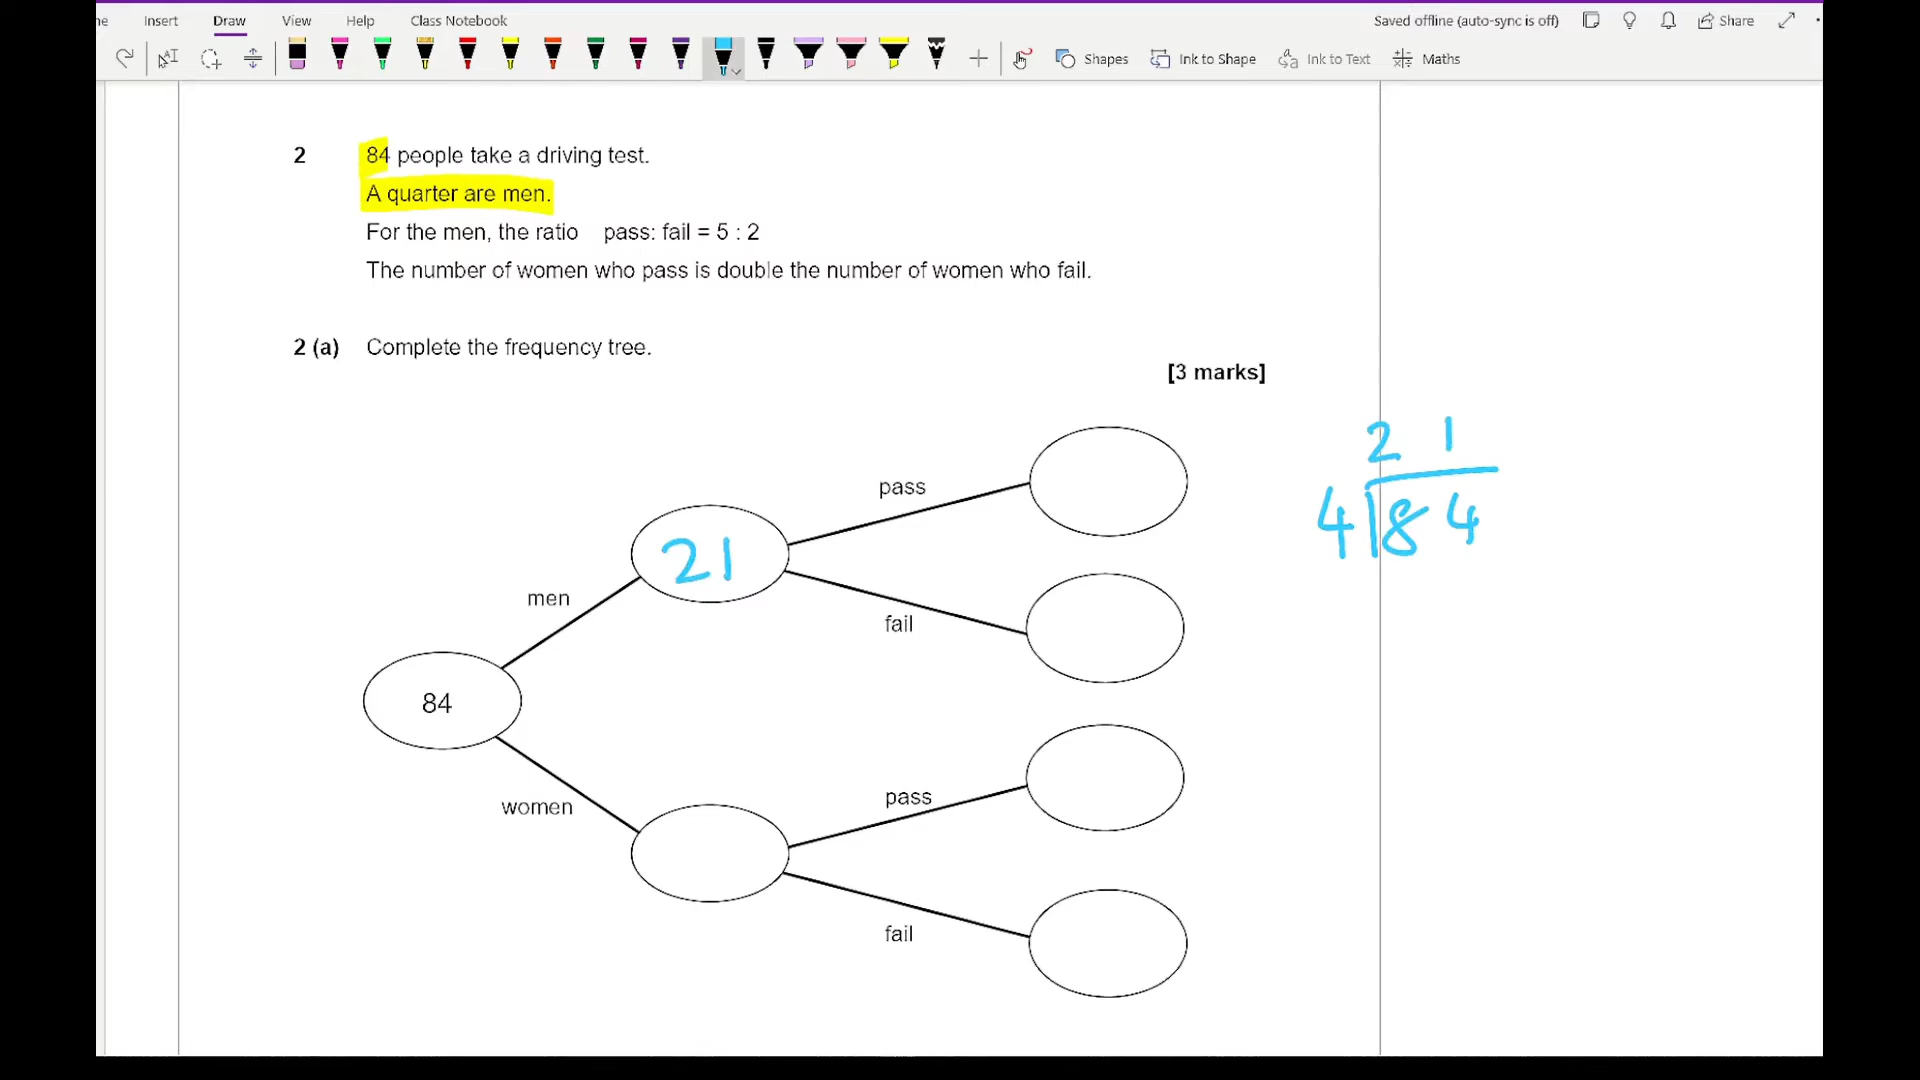 Insert Draw View Help Class Notebook Saved offline (auto-sync is off) Share
Shapes Ink to Shape Ink to Text Maths
2 84 people take a driving test.
A quarter are men.
For the men, the ratio pass: fail = 5 : 2
The number of women who pass is double the number of women who fail.
2 (a) Complete the frequency tree.
[3 marks]
2 1
4 8 4
pass
21
men
fail
84
women
pass
fail